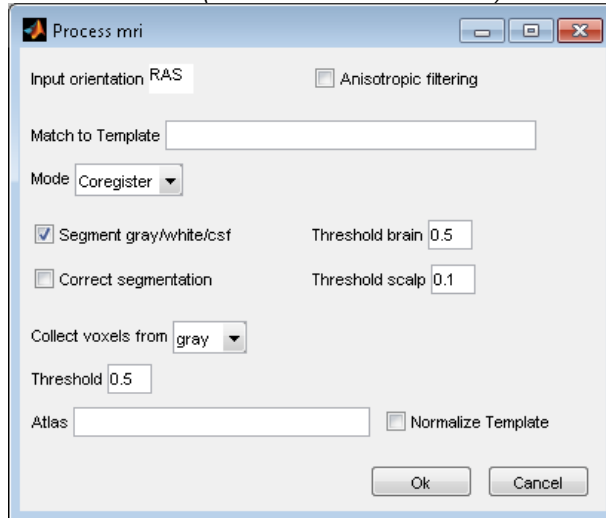 Process mri
Input orientation RAS Anisotropic filtering
Match to Template
Mode Coregister
Segment gray/white/csf Threshold brain 0.5
Correct segmentation Threshold scalp 0.1
Collect voxels from gray
Threshold 0.5
Atlas Normalize Template
Ok Cancel